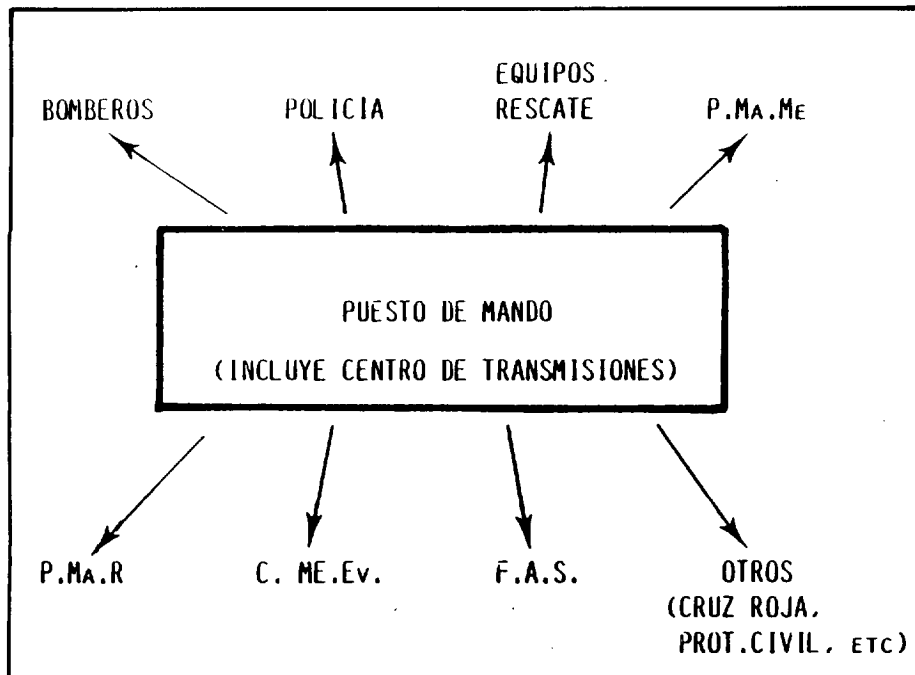 EQUIPOS.
BOMBEROS POLICÍA RESCATE P.MA.ME
PUESTO DE MANDO
(INCLUYE CENTRO DE TRANSMISIONES)
P.MA.R C. ME.EV. F.A.S. OTROS
(CRUZ ROJA,
PROT.CIVIL, ETC)